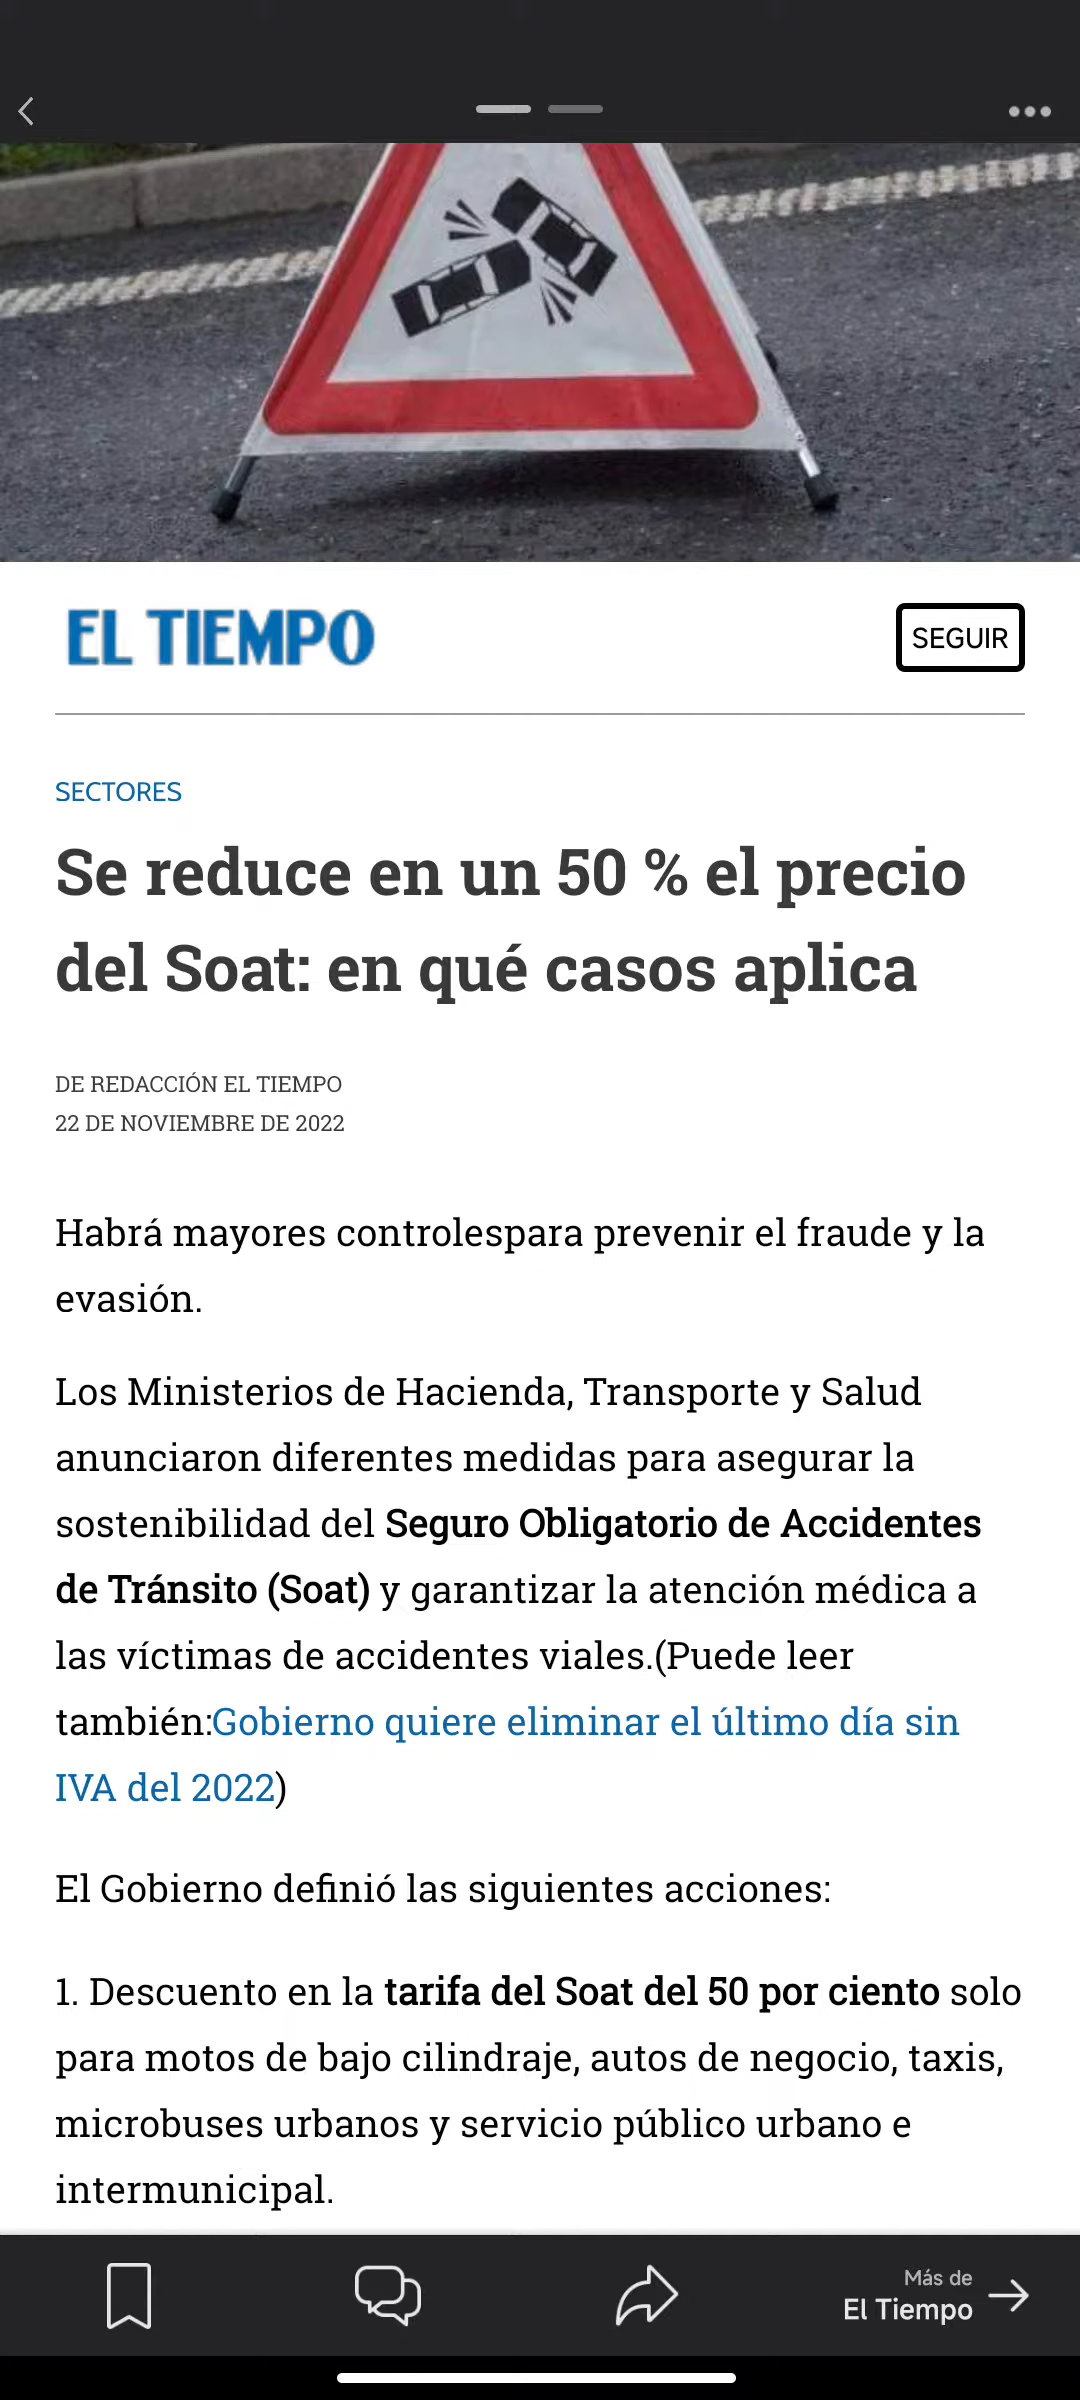 EL TIEMPO
SEGUIR
SECTORES
Se reduce en un 50 % el precio
del Soat: en qué casos aplica
DE REDACCIÓN EL TIEMPO
22 DE NOVIEMBRE DE 2022
Habrá mayores controlespara prevenir el fraude y la
evasión.
Los Ministerios de Hacienda, Transporte y Salud
anunciaron diferentes medidas para asegurar la
sostenibilidad del Seguro Obligatorio de Accidentes
de Tránsito (Soat) y garantizar la atención médica a
las víctimas de accidentes viales.(Puede leer
también:Gobierno quiere eliminar el último día sin
IVA del 2022)
El Gobierno definió las siguientes acciones:
1. Descuento en la tarifa del Soat del 50 por ciento solo
para motos de bajo cilindraje, autos de negocio, taxis,
microbuses urbanos y servicio público urbano e
intermunicipal.
Más de
El Tiempo